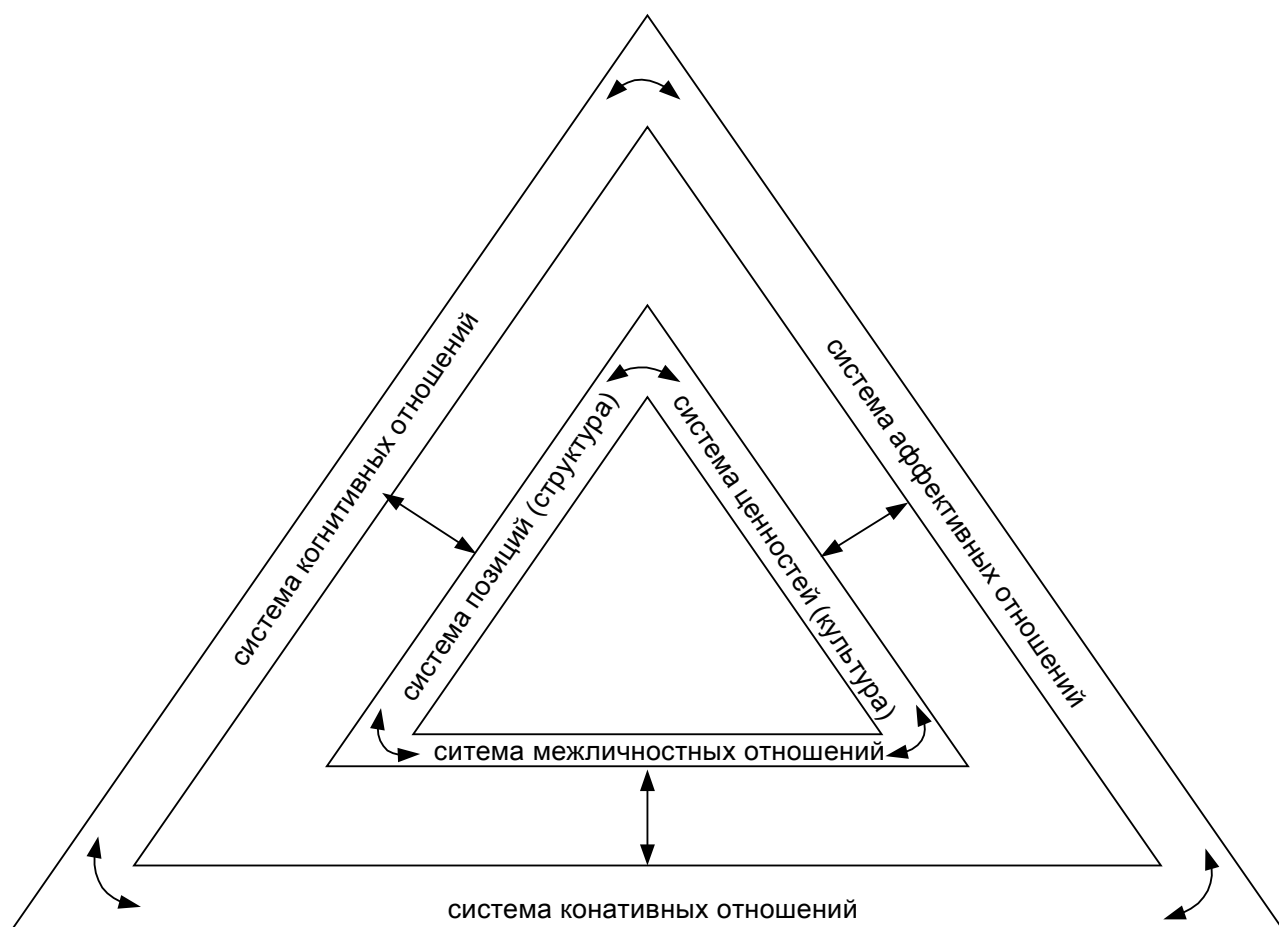 система когнитивных отношений
система аффективных отношений
система позиций (структура)
система ценностей (культура)
ситема межличностных отношений
система конативных отношений